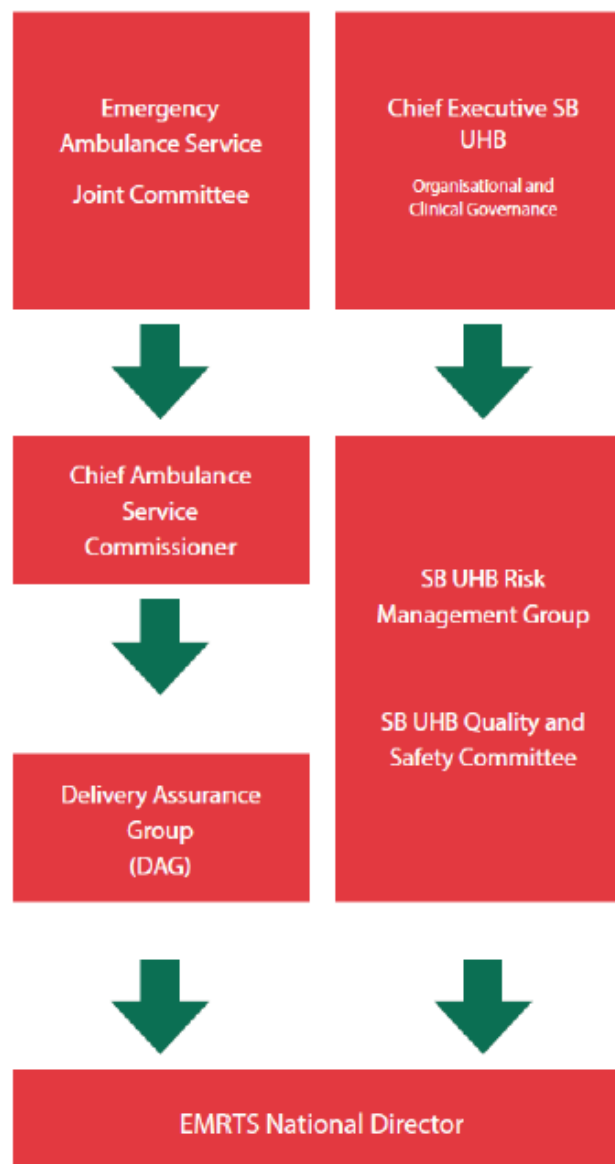 Emergency
Ambulance Service
Joint Committee
Chief Executive SB
UHB
Organisational and
Clinical Governance
Chief Ambulance
Service
Commissioner
SB UHB Risk
Management Group
SB UHB Quality and
Safety Committee
Delivery Assurance
Group
(DAG)
EMRTS National Director